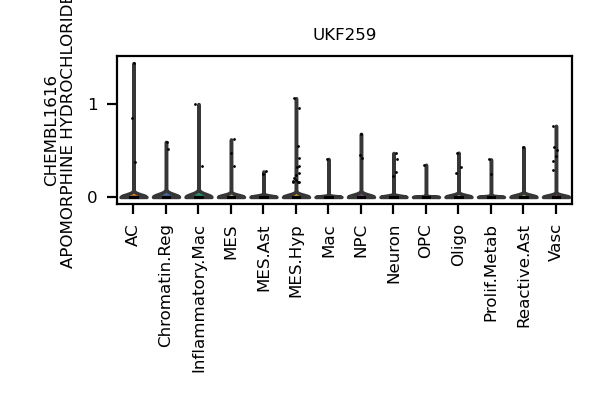 UKF259
CHEMBL1616
APOMORPHINE HYDROCHLORIDE
1
0
AC
Chromatin.Reg
Inflammatory.Mac
MES
MES.Ast
MES.Hyp
Mac
NPC
Neuron
OPC
Oligo
Prolif.Metab
Reactive.Ast
Vasc